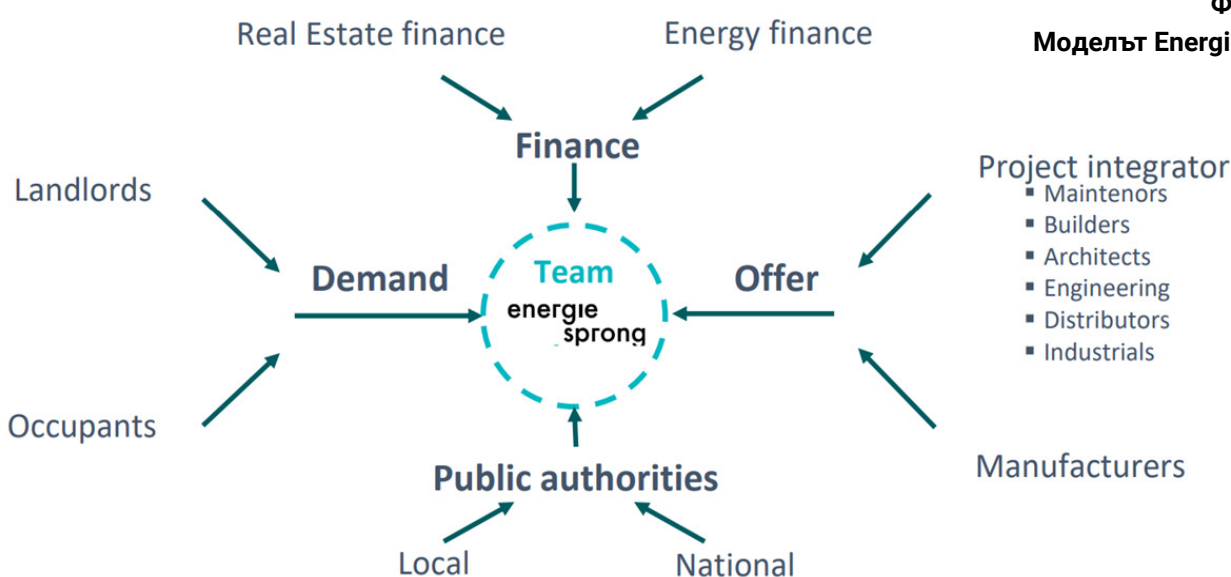 Ф
Моделът Energi
Real Estate finance
Energy finance
Finance
Project integrator
▪ Maintenors
▪ Builders
▪ Architects
▪ Engineering
▪ Distributors
▪ Industrials
Landlords
Demand
Team
energie
sprong
Offer
Occupants
Manufacturers
Public authorities
Local
National